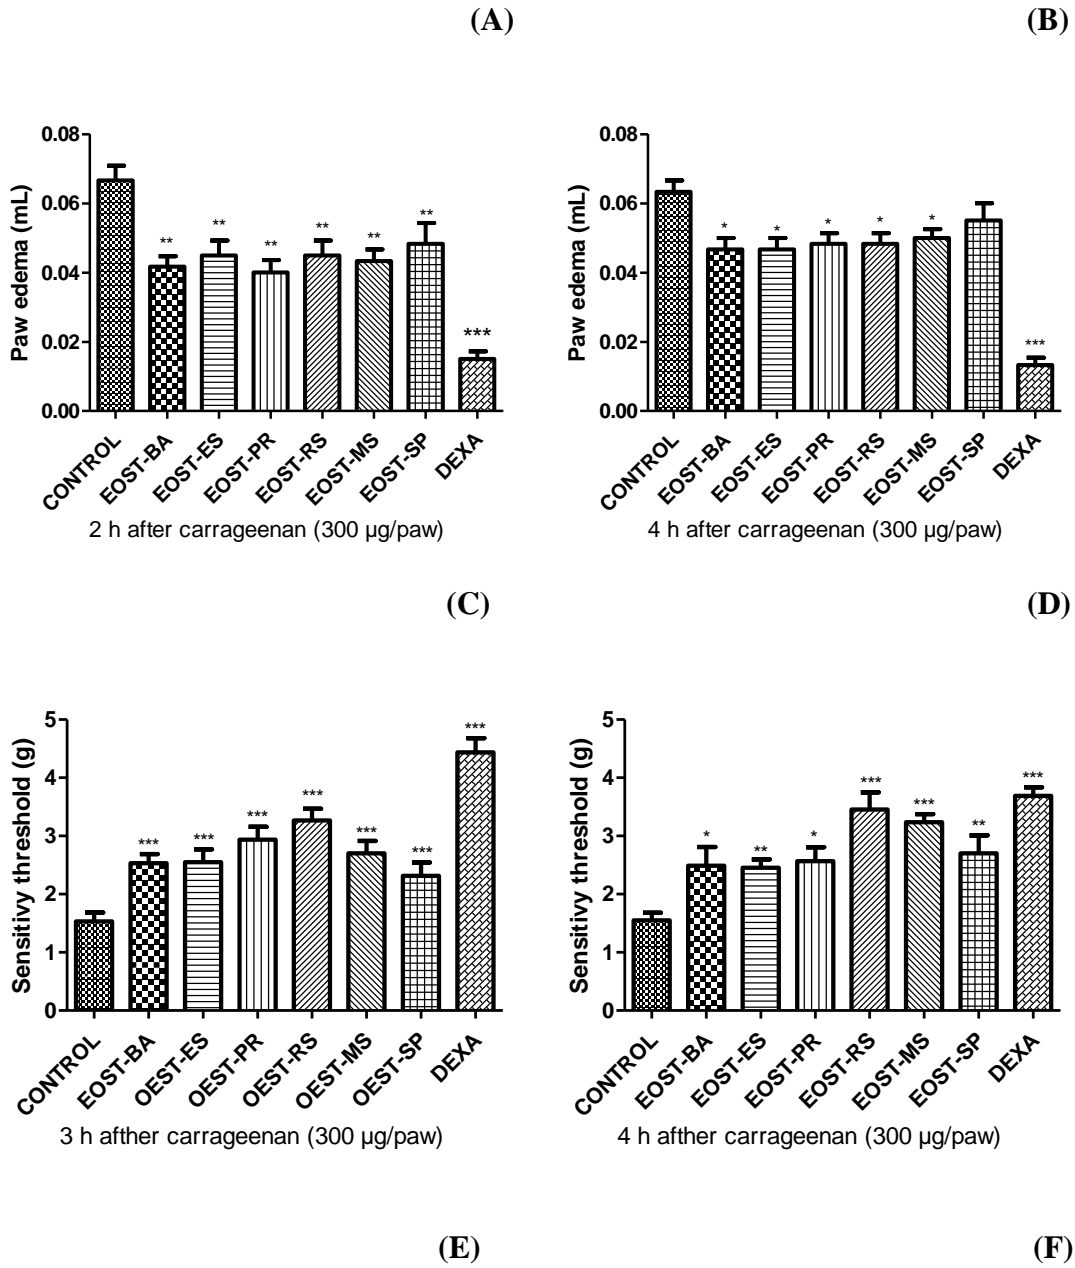 (A)
(B)
Paw edema (mL)
0.08
0.06
0.04
0.02
0.00
** ** ** ** ** ** ***
CONTROL
EOST-BA
EOST-ES
EOST-PR
EOST-RS
EOST-MS
EOST-SP
DEXA
2 h after carrageenan (300 µg/paw)
Paw edema (mL)
0.08
0.06
0.04
0.02
0.00
* * * * * ***
CONTROL
EOST-BA
EOST-ES
EOST-PR
EOST-RS
EOST-MS
EOST-SP
DEXA
4 h after carrageenan (300 µg/paw)
(C)
(D)
Sensitivy threshold (g)
5
4
3
2
1
0
*** *** *** *** *** *** ***
CONTROL
EOST-BA
OEST-ES
OEST-PR
OEST-RS
OEST-MS
OEST-SP
DEXA
3 h afther carrageenan (300 µg/paw)
Sensitivy threshold (g)
5
4
3
2
1
0
* ** * *** *** ** ***
CONTROL
EOST-BA
EOST-ES
EOST-PR
EOST-RS
EOST-MS
EOST-SP
DEXA
4 h afther carrageenan (300 µg/paw)
(E)
(F)